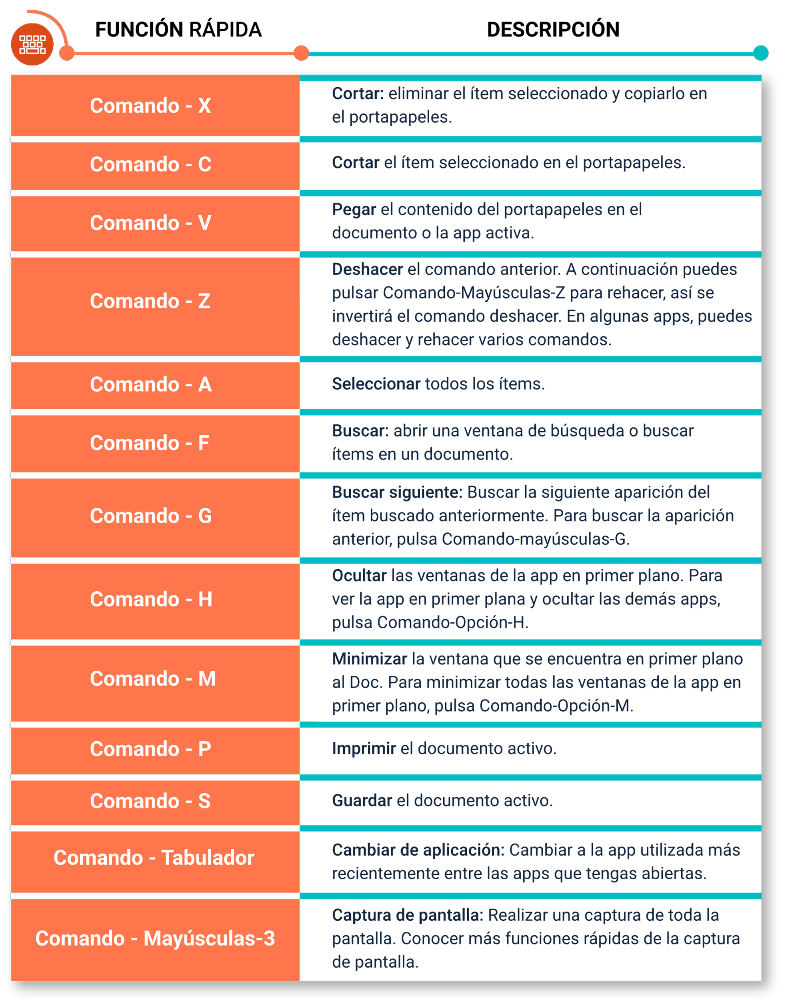 FUNCIÓN RÁPIDA
DESCRIPCIÓN
Comando - X
Cortar: eliminar el ítem seleccionado y copiarlo en
el portapapeles.
Comando - C
Cortar el ítem seleccionado en el portapapeles.
Comando - V
Pegar el contenido del portapapeles en el
documento o la app activa.
Comando - Z
Deshacer el comando anterior. A continuación puedes
pulsar Comando-Mayúsculas-Z para rehacer, así se
invertirá el comando deshacer. En algunas apps, puedes
deshacer y rehacer varios comandos.
Comando - A
Seleccionar todos los ítems.
Comando - F
Buscar: abrir una ventana de búsqueda o buscar
ítems en un documento.
Comando - G
Buscar siguiente: Buscar la siguiente aparición del
ítem buscado anteriormente. Para buscar la aparición
anterior, pulsa Comando-mayúsculas-G.
Comando - H
Ocultar las ventanas de la app en primer plano. Para
ver la app en primer plana y ocultar las demás apps,
pulsa Comando-Opción-H.
Comando - M
Minimizar la ventana que se encuentra en primer plano
al Doc. Para minimizar todas las ventanas de la app en
primer plano, pulsa Comando-Opción-M.
Comando - P
Imprimir el documento activo.
Comando - S
Guardar el documento activo.
Comando - Tabulador
Cambiar de aplicación: Cambiar a la app utilizada más
recientemente entre las apps que tengas abiertas.
Comando - Mayúsculas-3
Captura de pantalla: Realizar una captura de toda la
pantalla. Conocer más funciones rápidas de la captura
de pantalla.